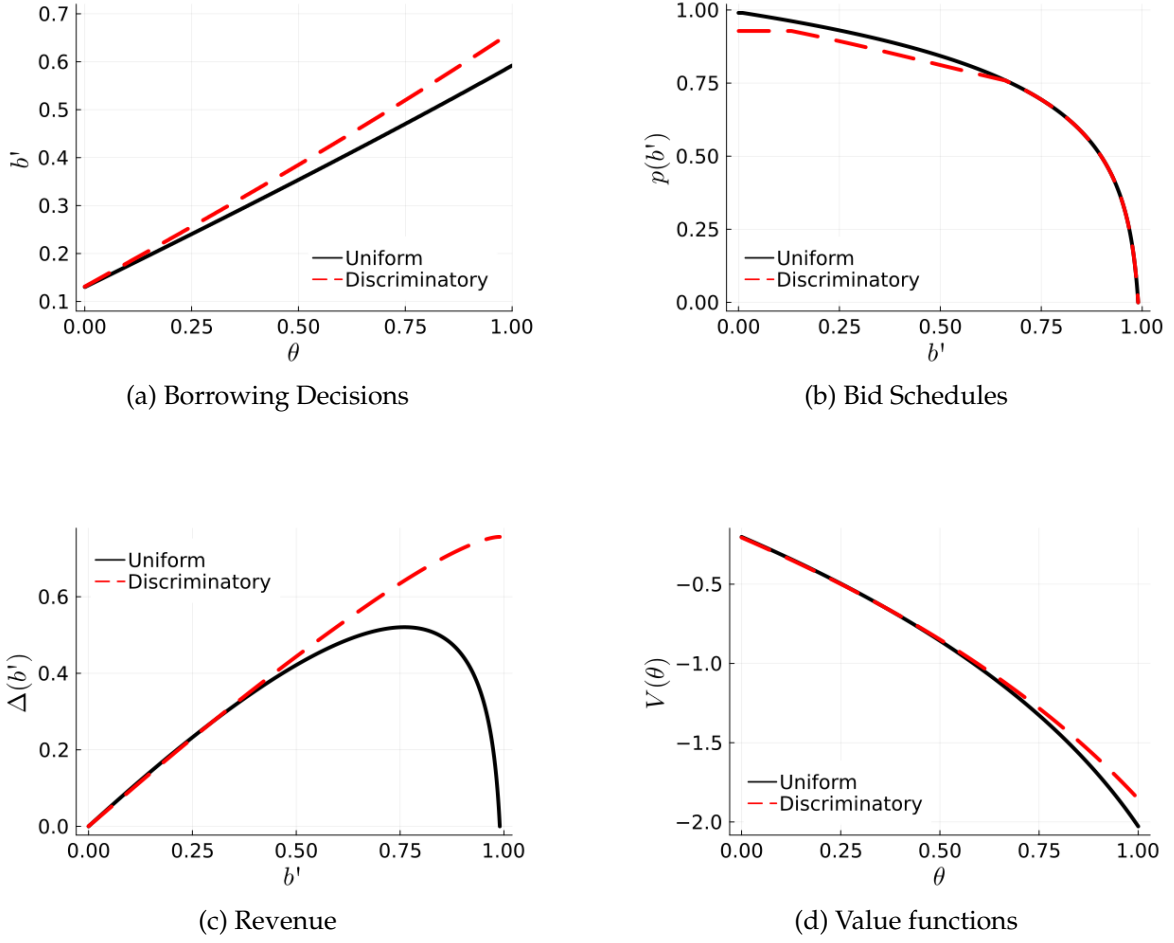 0.7
0.6
0.5
0.4
0.3
0.2
0.1
b'
0.00 0.25 0.50 0.75 1.00
θ
Uniform
Discriminatory
(a) Borrowing Decisions
1.00
0.75
0.50
0.25
0.00
p(b')
0.00 0.25 0.50 0.75 1.00
b'
Uniform
Discriminatory
(b) Bid Schedules
0.6
0.4
0.2
0.0
Δ(b')
0.00 0.25 0.50 0.75 1.00
b'
Uniform
Discriminatory
(c) Revenue
−0.5
−1.0
−1.5
−2.0
V(θ)
0.00 0.25 0.50 0.75 1.00
θ
Uniform
Discriminatory
(d) Value functions